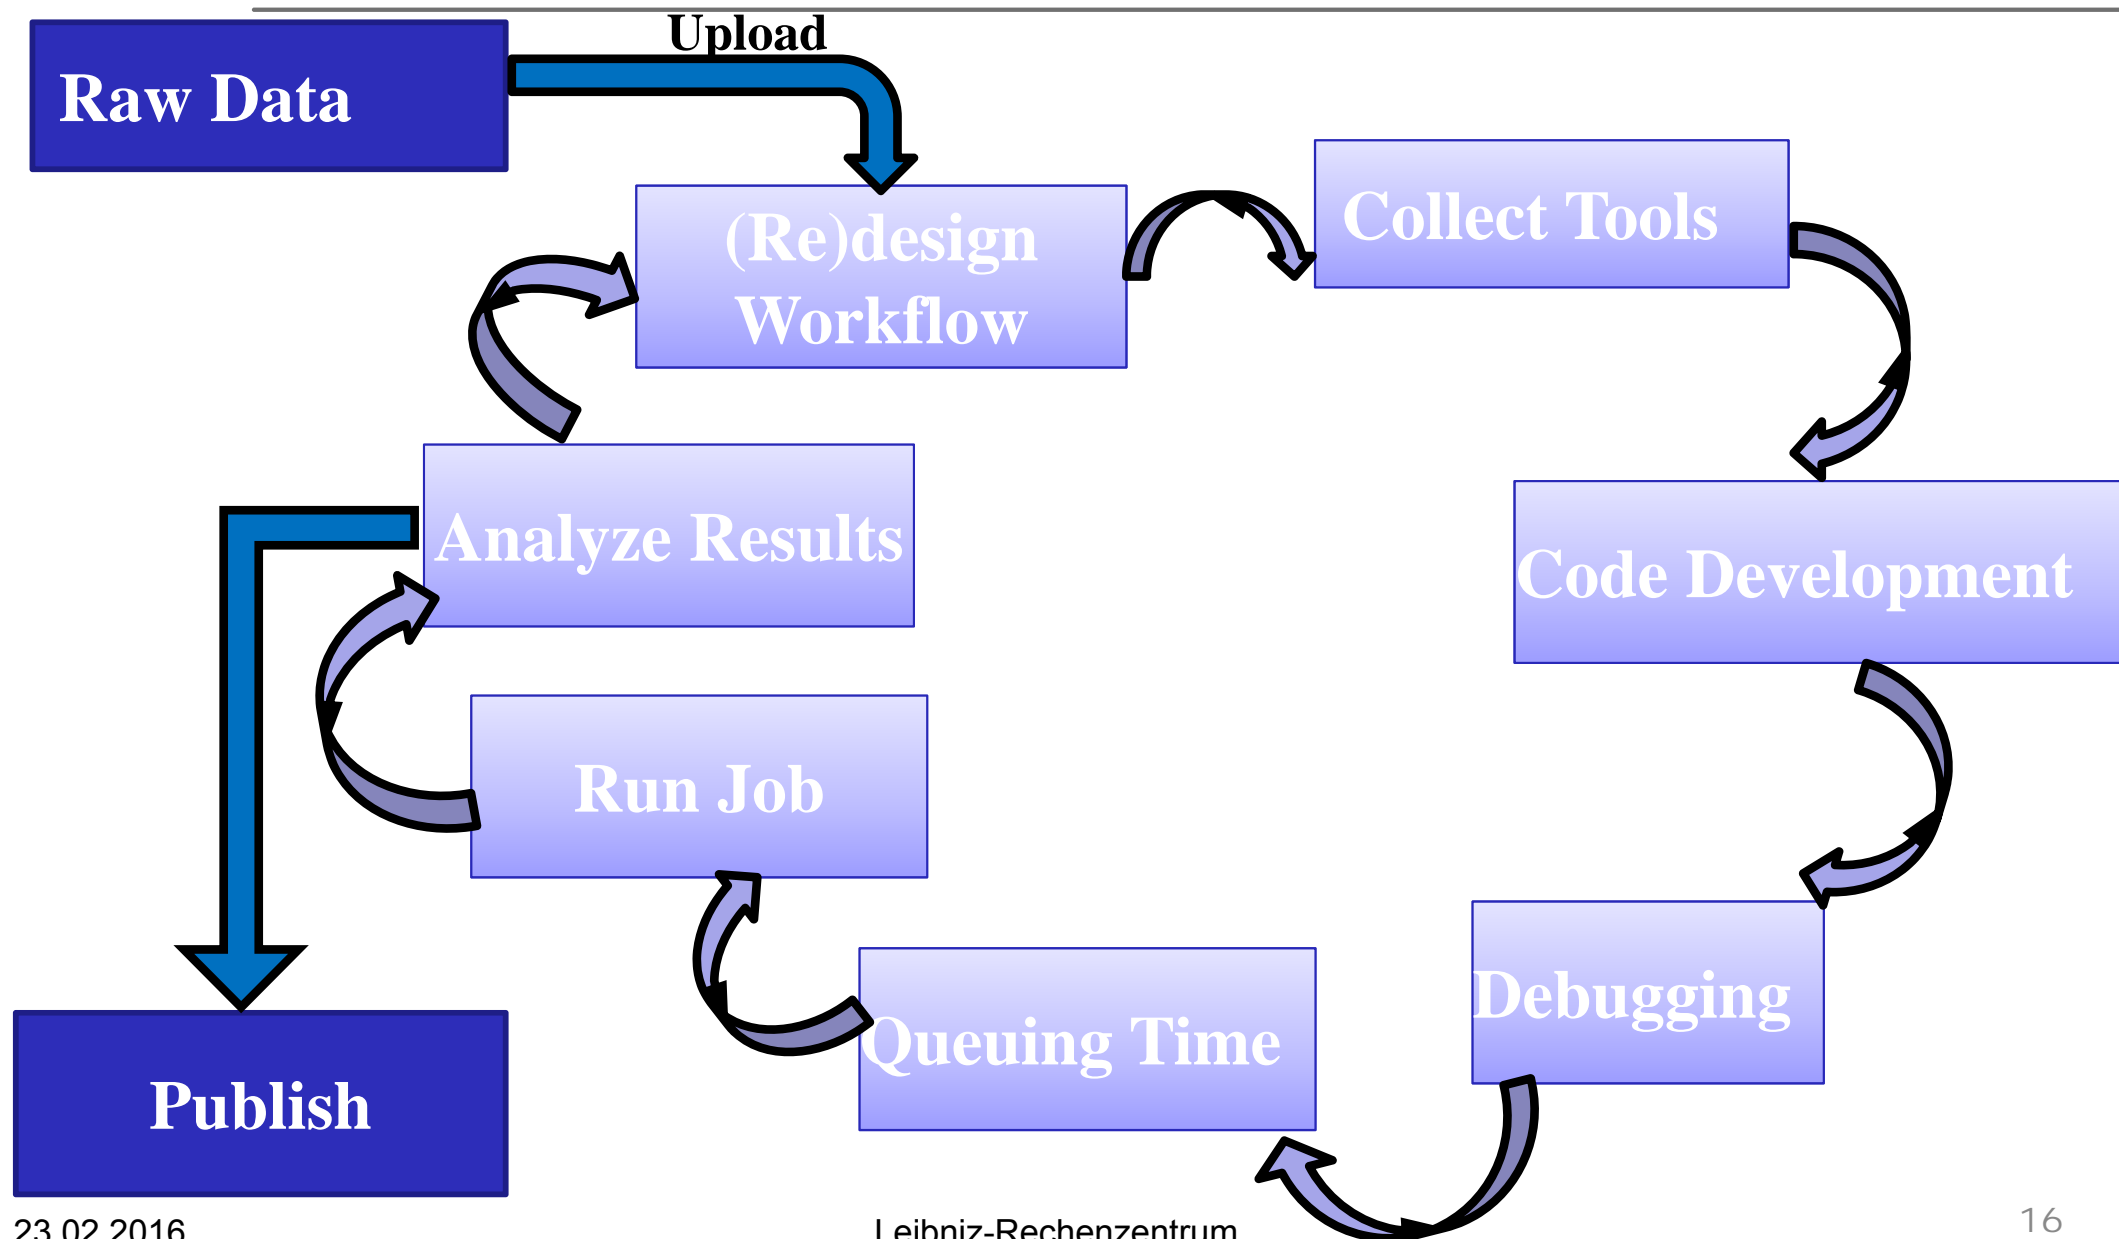 Upload
Raw Data
(Re)design
Workflow
Collect Tools
Analyze Results
Code Development
Run Job
Debugging
Queuing Time
Publish
23.02.2016
Leibniz-Rechenzentrum
16